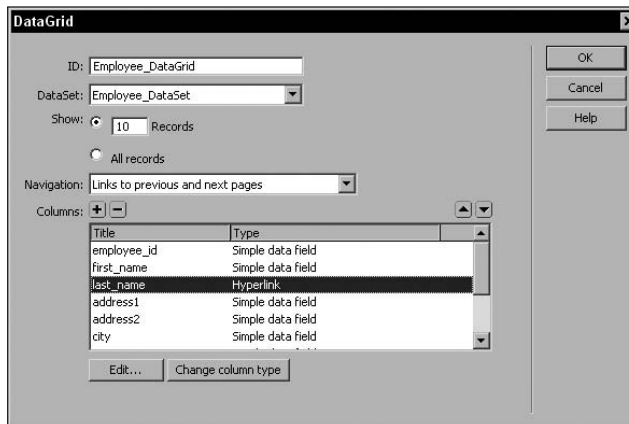 DataGrid
ID: Employee_DataGrid
DataSet: Employee_DataSet
Show: 10 Records
All records
Navigation: Links to previous and next pages
Columns:
Title Type
employee_id Simple data field
first_name Simple data field
last_name Hyperlink
address1 Simple data field
address2 Simple data field
city Simple data field
Edit... Change column type
OK
Cancel
Help